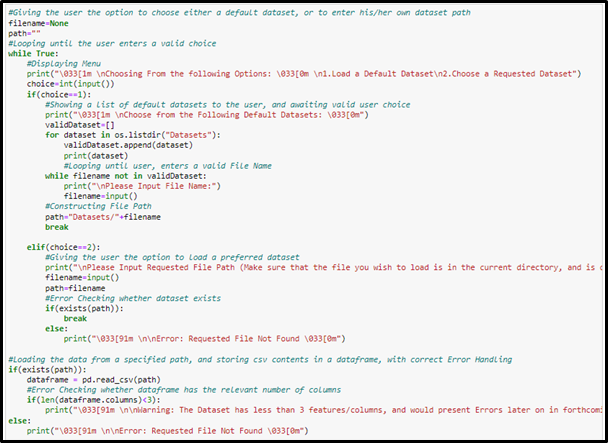 #Giving the user the option to choose either a default dataset, or to enter his/her own dataset path
filename=None
path=""
#Looping until the user enters a valid choice
while True:
    #Displaying Menu
    print("\033[1m \nChoosing From the following Options: \033[0m \n1.Load a Default Dataset\n2.Choose a Requested Dataset")
    choice=int(input())
    if(choice==1):
        #Showing a list of default datasets to the user, and awaiting valid user choice
        print("\033[1m \nChoose from the Following Default Datasets: \033[0m")
        validDataset=[]
        for dataset in os.listdir("Datasets"):
            validDataset.append(dataset)
            print(dataset)
            #Looping until user, enters a valid File Name
        while filename not in validDataset:
            print("\nPlease Input File Name:")
            filename=input()
        #Constructing File Path
        path="Datasets/"+filename
        break
    elif(choice==2):
        #Giving the user the option to load a preferred dataset
        print("\nPlease Input Requested File Path (Make sure that the file you wish to load is in the current directory, and is
        filename=input()
        path=filename
        #Error Checking whether dataset exists
        if(exists(path)):
            break
        else:
            print("\033[91m \n\nError: Requested File Not Found \033[0m")
#Loading the data from a specified path, and storing csv contents in a dataframe, with correct Error Handling
if(exists(path)):
    dataframe = pd.read_csv(path)
    #Error Checking whether dataframe has the relevant number of columns
    if(len(dataframe.columns)<3):
        print("\033[91m \n\nWarning: The Dataset has less than 3 features/columns, and would present Errors later on in forthcomi
else:
    print("\033[91m \n\nError: Requested File Not Found \033[0m")